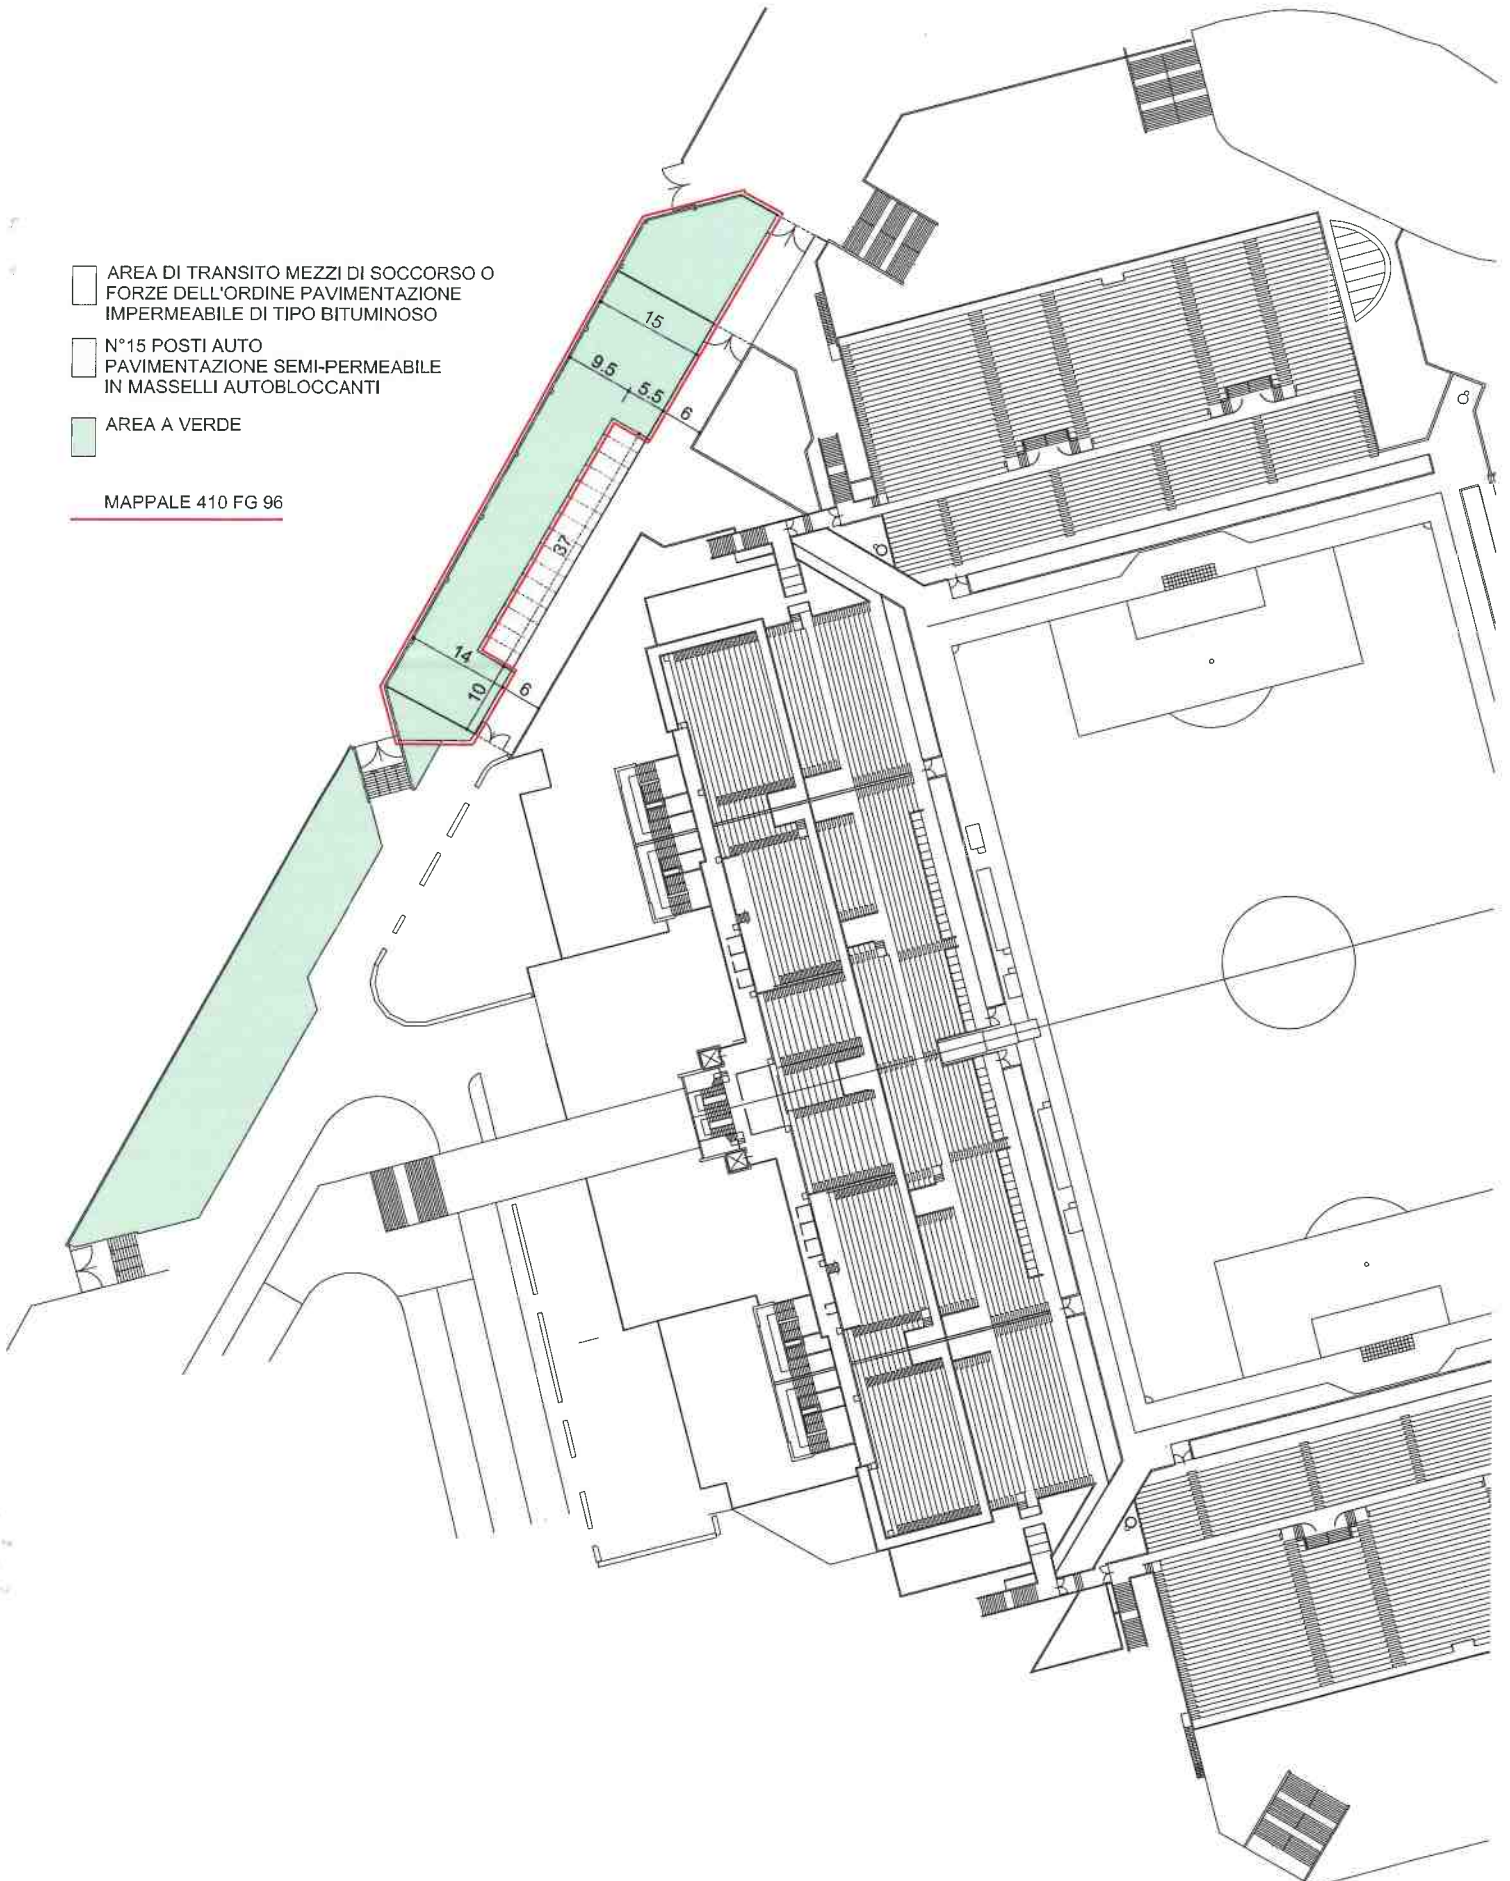 AREA DI TRANSITO MEZZI DI SOCCORSO O
FORZE DELL'ORDINE PAVIMENTAZIONE
IMPERMEABILE DI TIPO BITUMINOSO
N°15 POSTI AUTO
PAVIMENTAZIONE SEMI-PERMEABILE
IN MASSELLI AUTOBLOCCANTI
AREA A VERDE
MAPPALE 410 FG 96
15
9.5
5.5
6
37
14
10
6